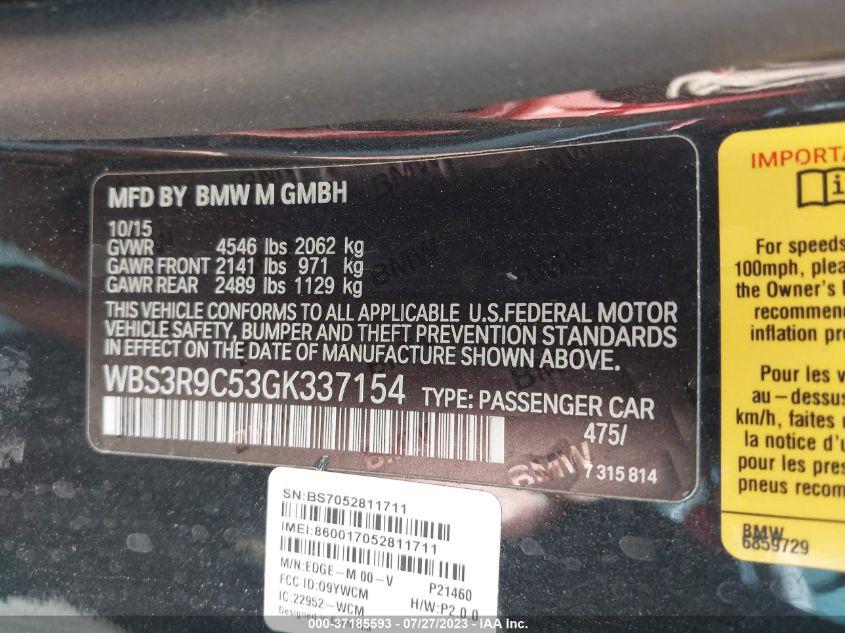 MFD BY BMW M GMBH
10/15
GVWR 4546 lbs 2062 kg
GAWR FRONT 2141 lbs 971 kg
GAWR REAR 2489 lbs 1129 kg
THIS VEHICLE CONFORMS TO ALL APPLICABLE U.S.FEDERAL MOTOR
VEHICLE SAFETY, BUMPER AND THEFT PREVENTION STANDARDS
IN EFFECT ON THE DATE OF MANUFACTURE SHOWN ABOVE.
WBS3R9C53GK337154 TYPE: PASSENGER CAR
475/
BMW
7 315 814
SN:BS7052811711
IMEI:860017052811711
M/N:EDGE-M 00-V P21460
FCC ID:O9YWCM
IC:22952-WCM H/W:P2.0.0
Designed
IMPORTA
For speeds
100mph, plea
the Owner's
recommen
inflation pre
Pour les
au-dessus
km/h, faites
la notice d'u
pour les pres
pneus recom
BMW
6859729
000-37185593 - 07/27/2023 - © IAA, Inc.